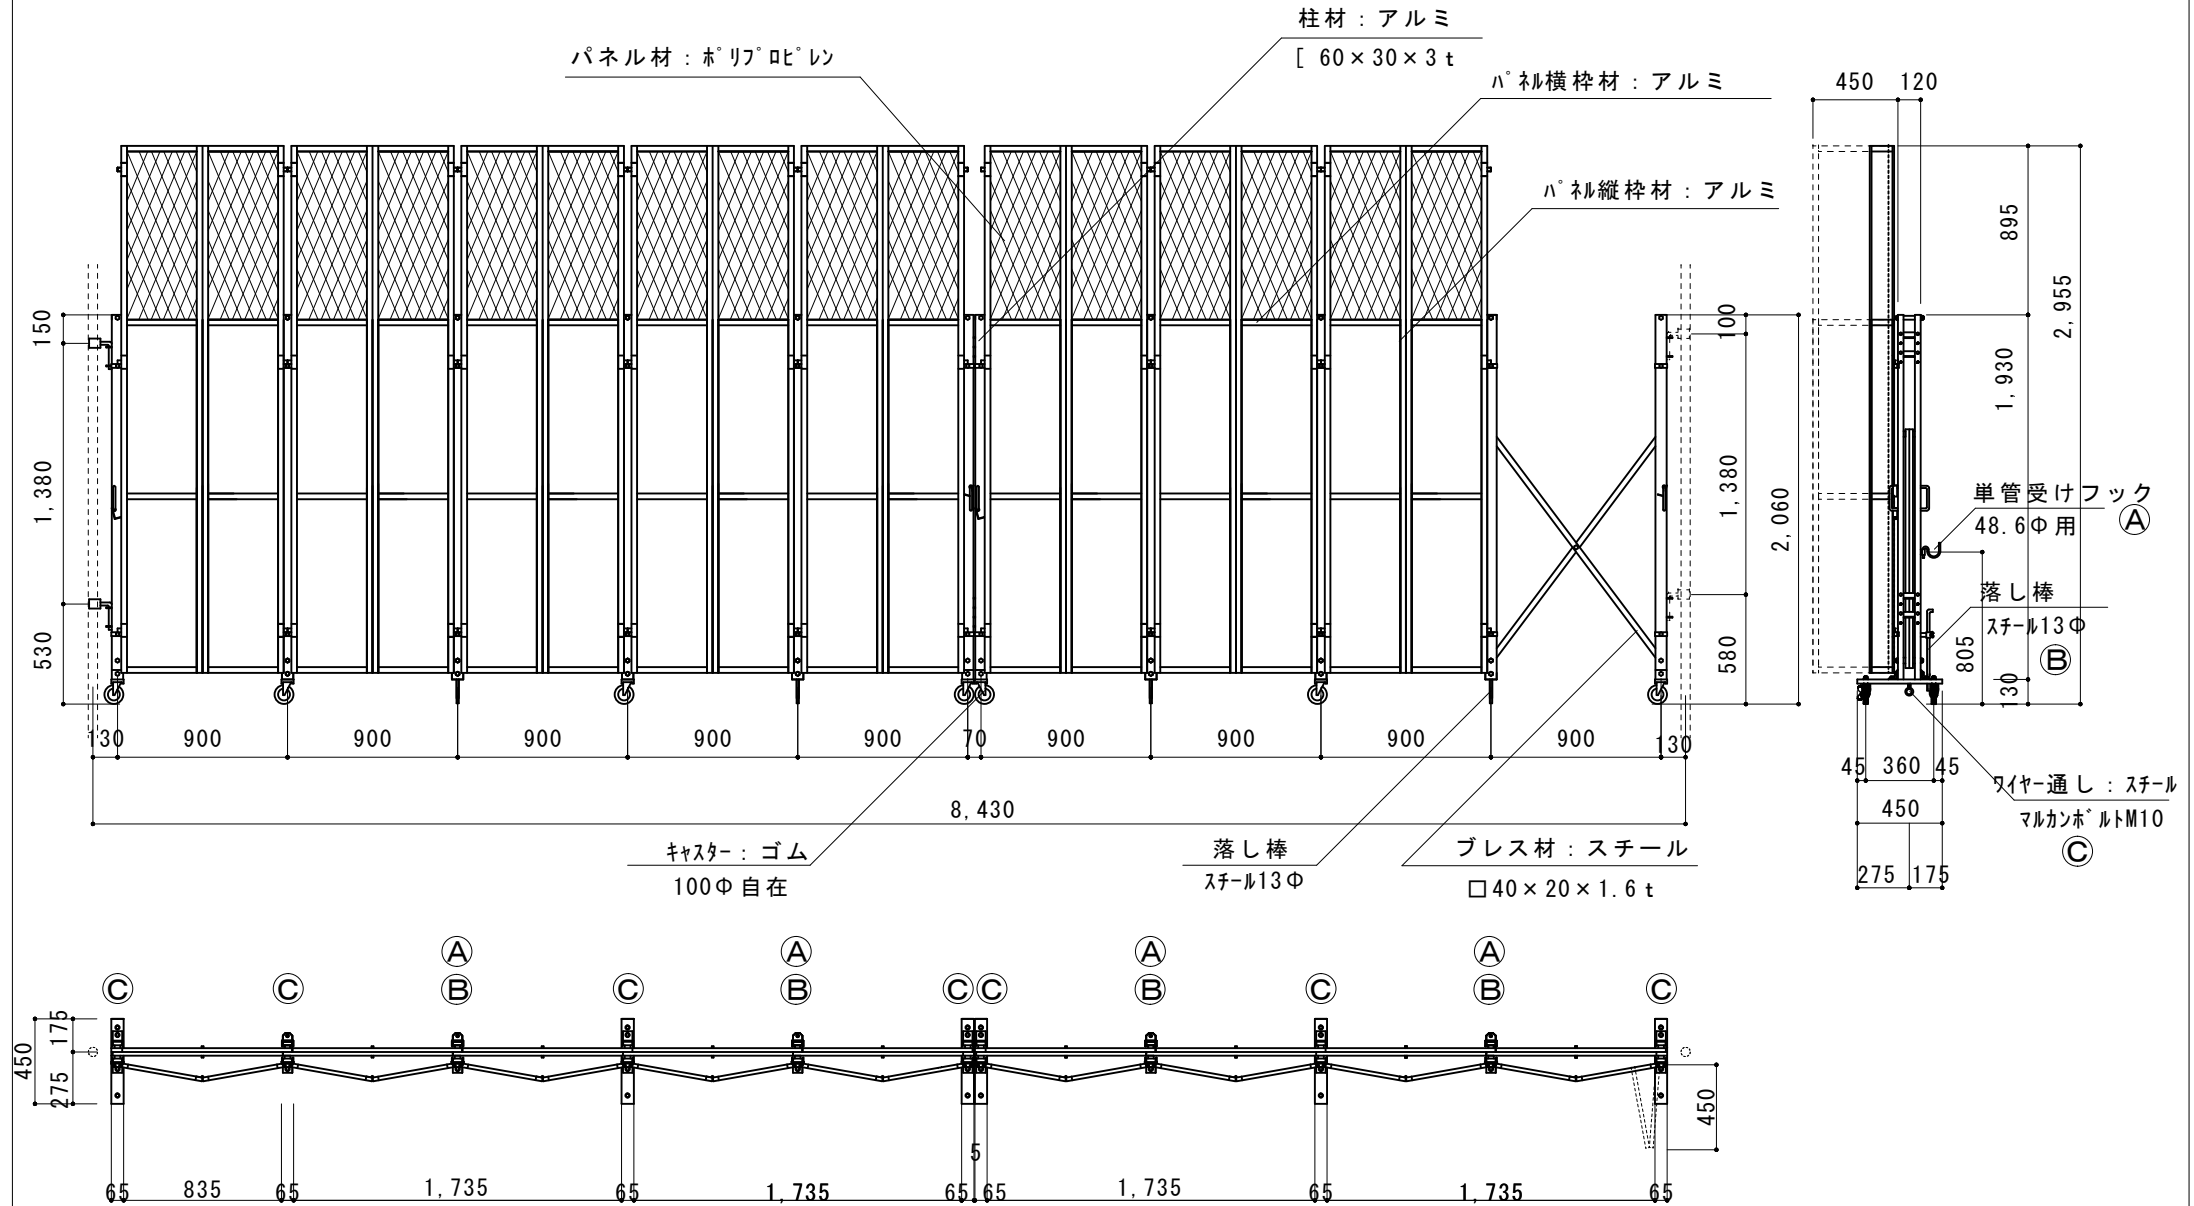 柱材：アルミ
[ 60×30×3t
パネル材：ﾎﾟﾘﾌﾟﾛﾋﾟﾚﾝ
ﾊﾟﾈﾙ横枠材：アルミ
ﾊﾟﾈﾙ縦枠材：アルミ
450 120
895
2,955
1,930
150
1,380
530
100
1,380
580
2,060
単管受けフック
48.6Φ用
Ⓐ
落し棒
ｽﾁｰﾙ13Φ
Ⓑ
805
130
130 900 900 900 900 900 70 900 900 900 900 130
8,430
45 360 45
450
275 175
ﾜｲﾔｰ通し：ｽﾁｰﾙ
ﾏﾙｶﾝﾎﾞﾙﾄM10
Ⓒ
ｷｬｽﾀｰ：ゴム
100Φ自在
落し棒
ｽﾁｰﾙ13Φ
ブレス材：スチール
□40×20×1.6t
Ⓐ Ⓐ Ⓐ Ⓐ
Ⓒ Ⓒ Ⓑ Ⓒ Ⓑ Ⓒ Ⓒ Ⓑ Ⓒ Ⓑ Ⓒ
450
175
275
450
5
65 835 65 1,735 65 1,735 65 65 1,735 65 1,735 65